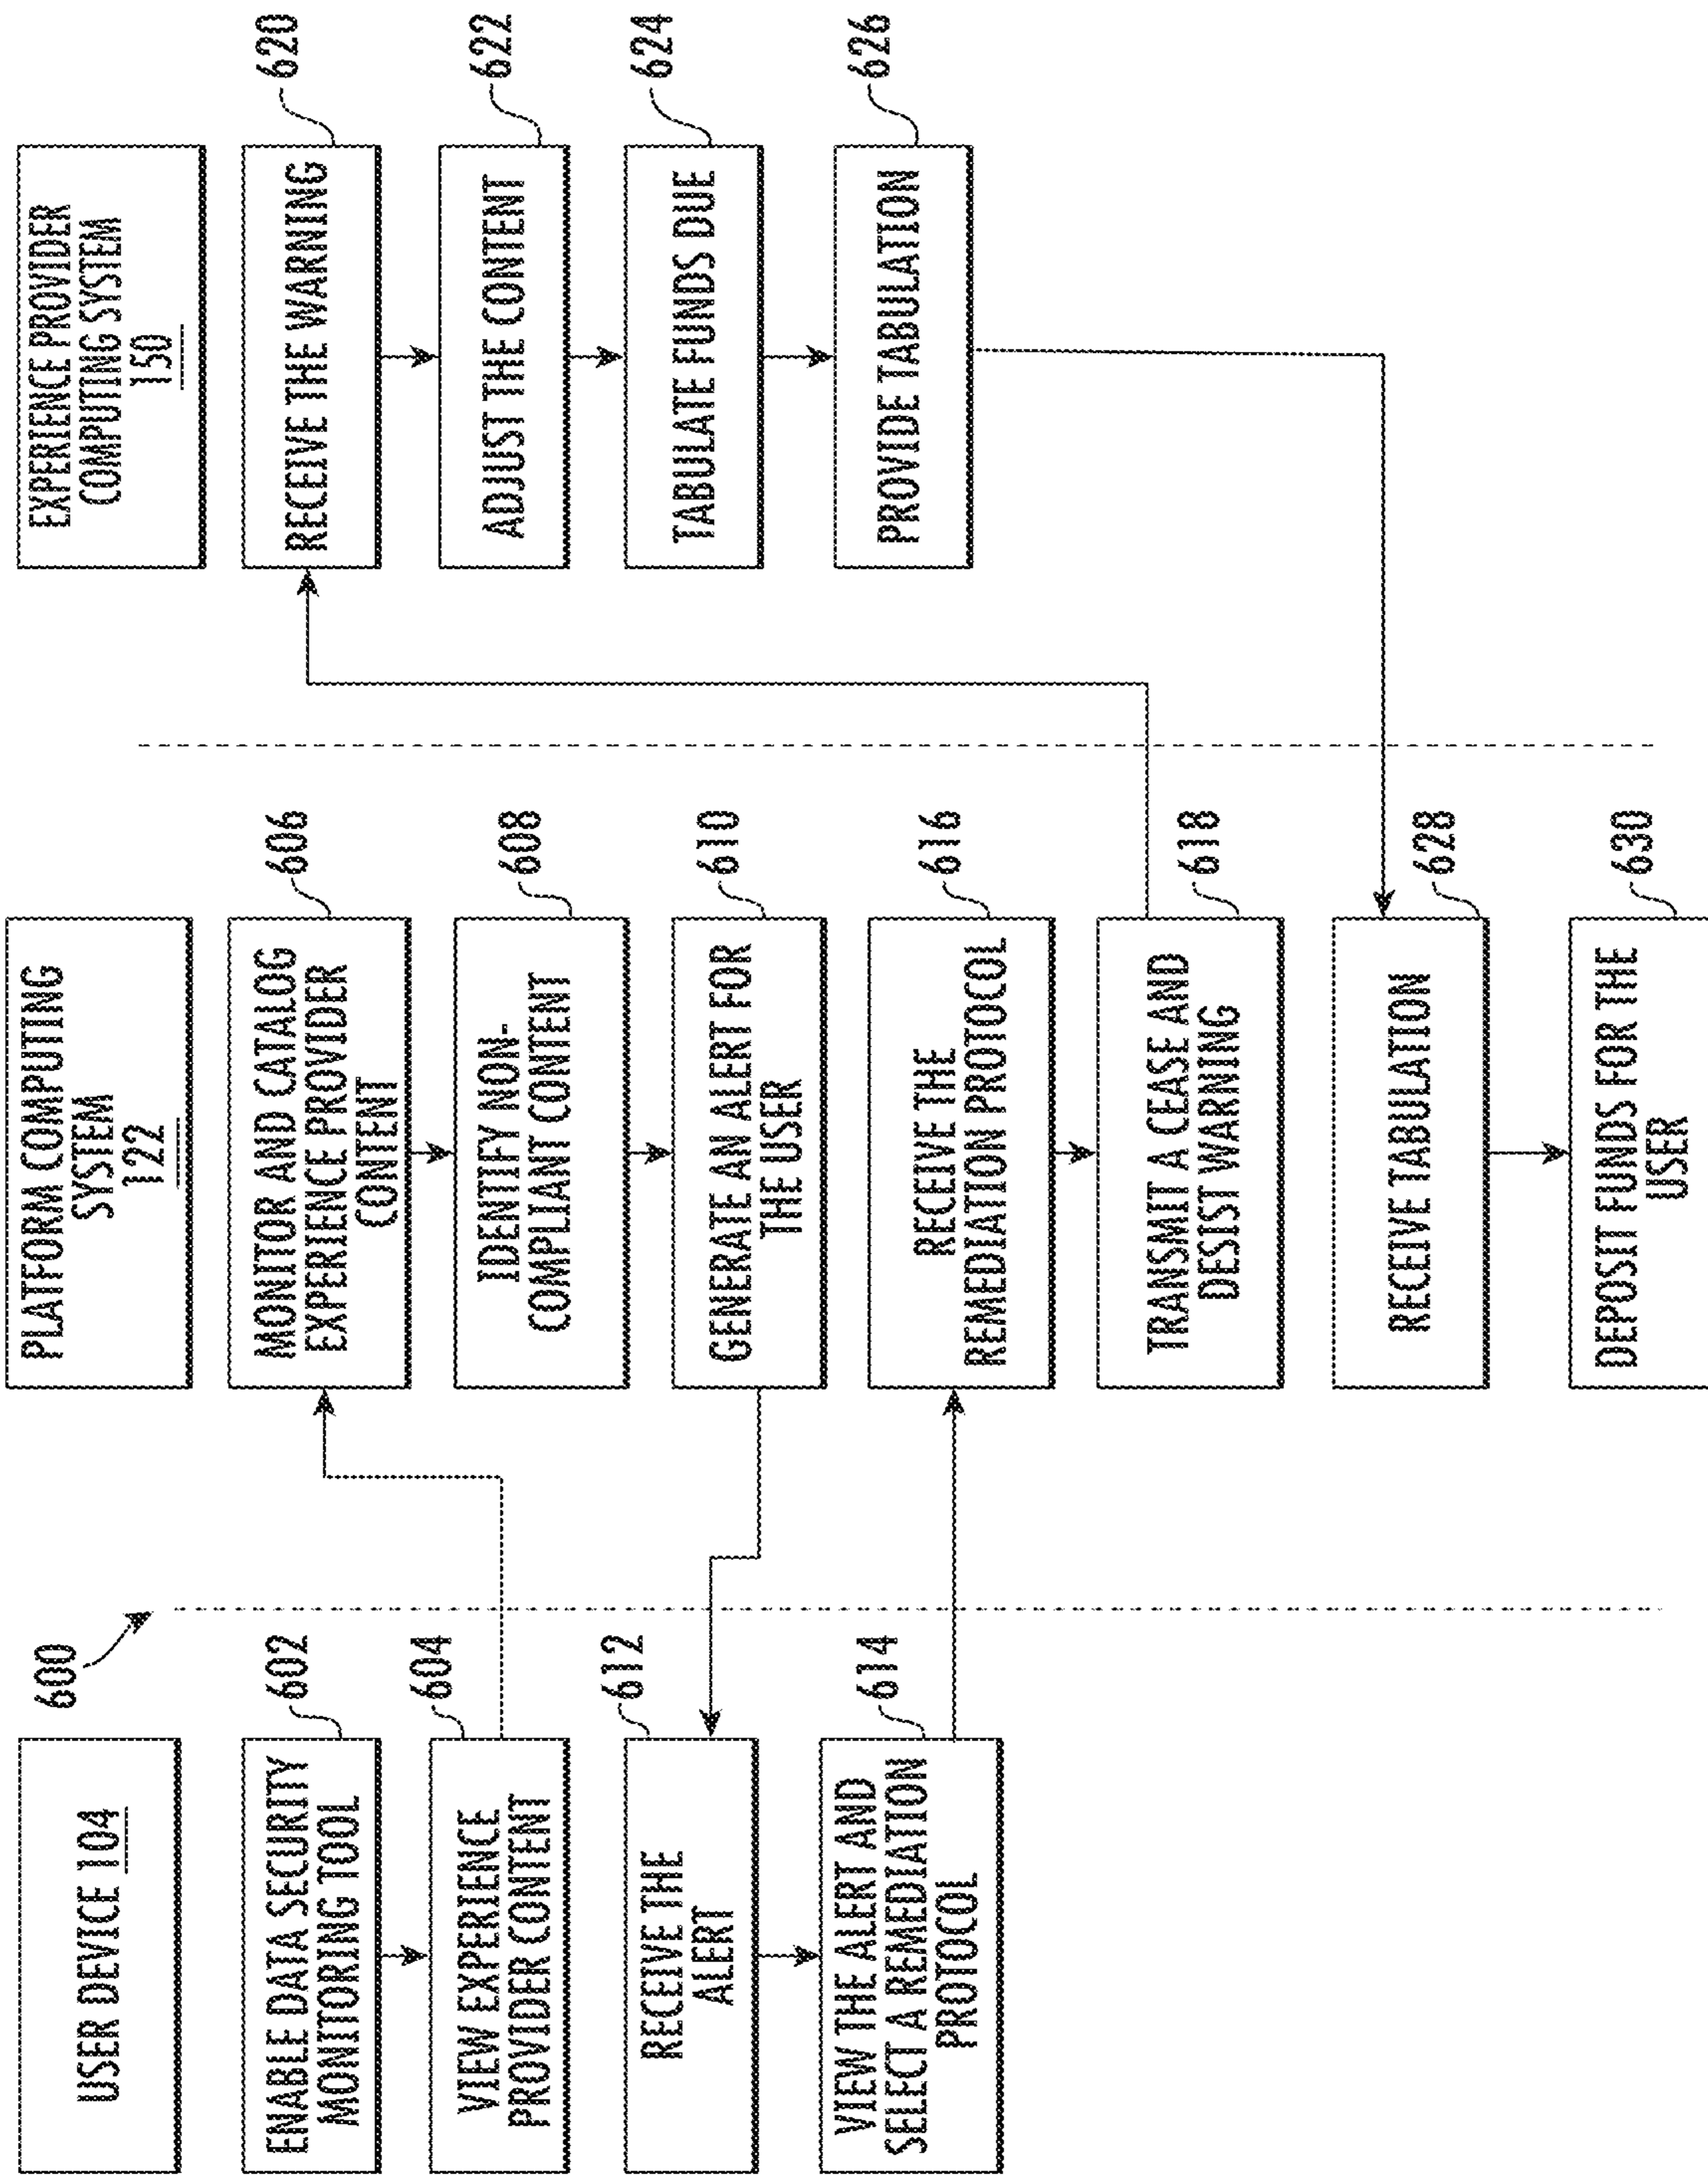 600
USER DEVICE 104
ENABLE DATA SECURITY
MONITORING TOOL
602
VIEW EXPERIENCE
PROVIDER CONTENT
604
RECEIVE THE
ALERT
612
VIEW THE ALERT AND
SELECT A REMEDIATION
PROTOCOL
614
PLATFORM COMPUTING
SYSTEM
122
MONITOR AND CATALOG
EXPERIENCE PROVIDER
CONTENT
606
IDENTIFY NON-
COMPLIANT CONTENT
608
GENERATE AN ALERT FOR
THE USER
610
RECEIVE THE
REMEDIATION PROTOCOL
616
TRANSMIT A CEASE AND
DESIST WARNING
618
RECEIVE TABULATION
628
DEPOSIT FUNDS FOR THE
USER
630
EXPERIENCE PROVIDER
COMPUTING SYSTEM
150
RECEIVE THE WARNING
620
ADJUST THE CONTENT
622
TABULATE FUNDS DUE
624
PROVIDE TABULATION
626